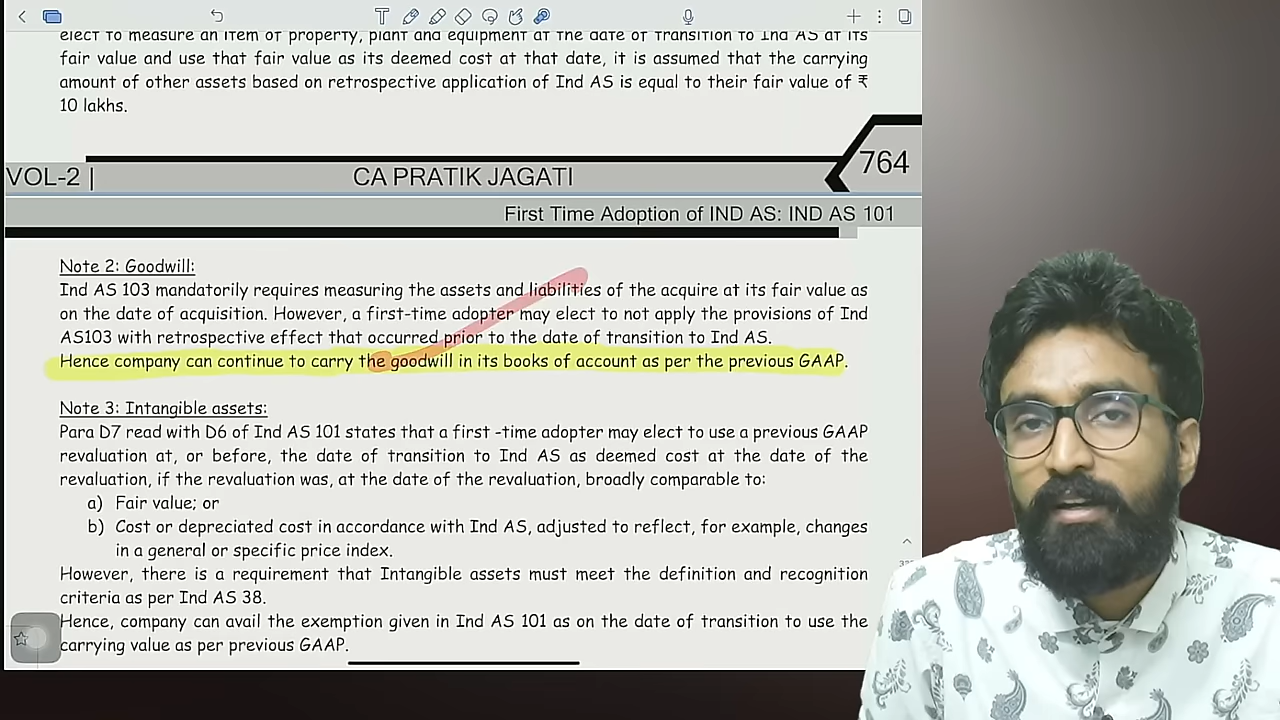 elect to measure an item of property, plant and equipment at the date of transition to Ind AS at its
fair value and use that fair value as its deemed cost at that date, it is assumed that the carrying
amount of other assets based on retrospective application of Ind AS is equal to their fair value of ₹
10 lakhs.
764
VOL-2 | CA PRATIK JAGATI
First Time Adoption of IND AS: IND AS 101
Note 2: Goodwill:
Ind AS 103 mandatorily requires measuring the assets and liabilities of the acquire at its fair value as
on the date of acquisition. However, a first-time adopter may elect to not apply the provisions of Ind
AS103 with retrospective effect that occurred prior to the date of transition to Ind AS.
Hence company can continue to carry the goodwill in its books of account as per the previous GAAP.
Note 3: Intangible assets:
Para D7 read with D6 of Ind AS 101 states that a first -time adopter may elect to use a previous GAAP
revaluation at, or before, the date of transition to Ind AS as deemed cost at the date of the
revaluation, if the revaluation was, at the date of the revaluation, broadly comparable to:
a) Fair value; or
b) Cost or depreciated cost in accordance with Ind AS, adjusted to reflect, for example, changes
in a general or specific price index.
However, there is a requirement that Intangible assets must meet the definition and recognition
criteria as per Ind AS 38.
Hence, company can avail the exemption given in Ind AS 101 as on the date of transition to use the
carrying value as per previous GAAP.